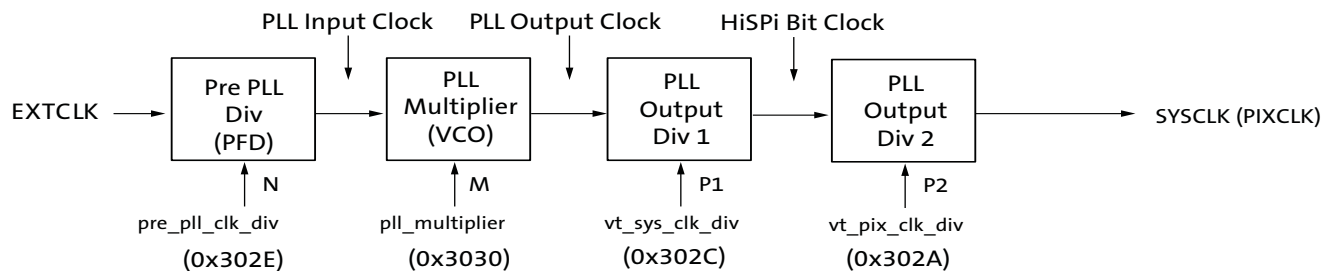 PLL Input Clock
PLL Output Clock
HiSPi Bit Clock
EXTCLK
Pre PLL
Div
(PFD)
PLL
Multiplier
(VCO)
PLL
Output
Div 1
PLL
Output
Div 2
SYSCLK (PIXCLK)
N
M
P1
P2
pre_pll_clk_div
pll_multiplier
vt_sys_clk_div
vt_pix_clk_div
(0x302E)
(0x3030)
(0x302C)
(0x302A)